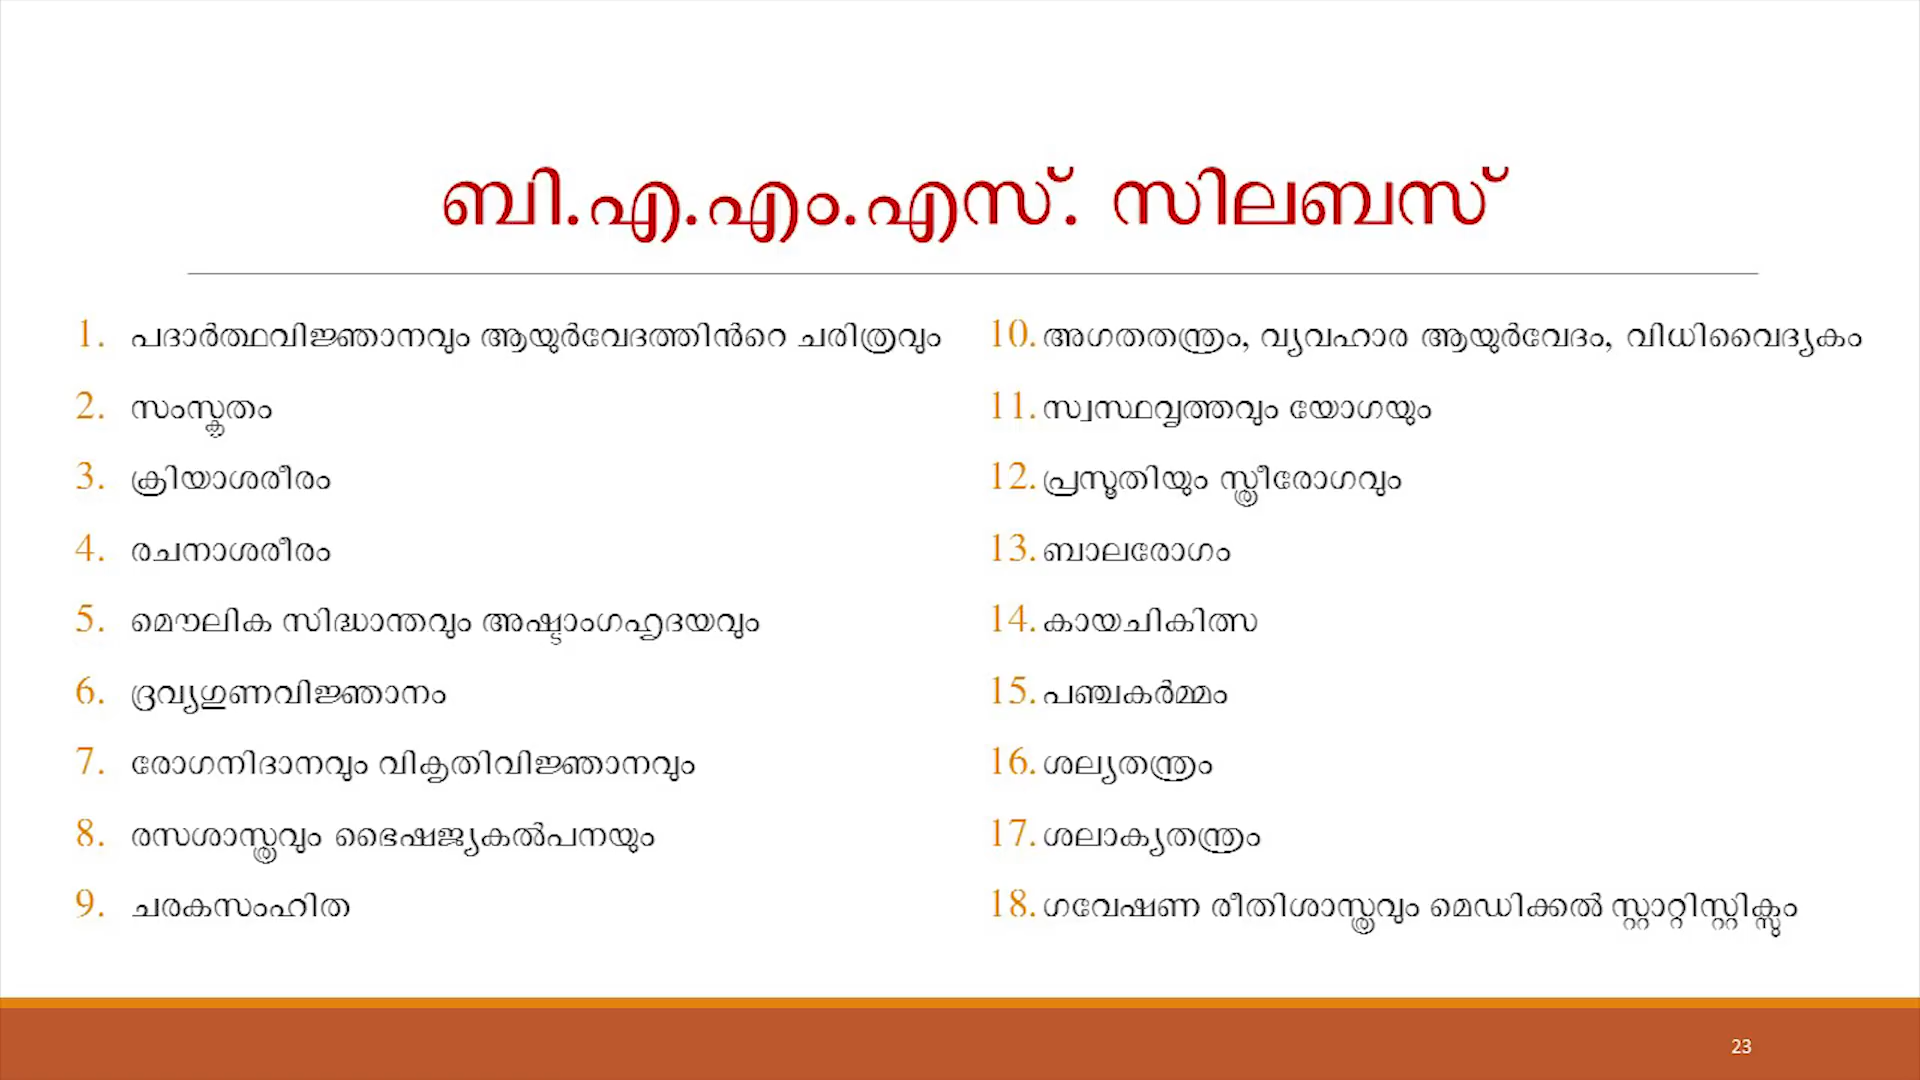 ബി.എ.എം.എസ്. സിലബസ്
1. പദാർത്ഥവിജ്ഞാനവും ആയുർവേദത്തിൻറെ ചരിത്രവും
2. സംസ്കൃതം
3. ക്രിയാശരീരം
4. രചനാശരീരം
5. മൌലിക സിദ്ധാന്തവും അഷ്ടാംഗഹൃദയവും
6. ദ്രവ്യഗുണവിജ്ഞാനം
7. രോഗനിദാനവും വികൃതിവിജ്ഞാനവും
8. രസശാസ്ത്രവും ഭൈഷജ്യകൽപനയും
9. ചരകസംഹിത
10. അഗതതന്ത്രം, വ്യവഹാര ആയുർവേദം, വിധിവൈദ്യകം
11. സ്വസ്ഥവൃത്തവും യോഗയും
12. പ്രസൂതിയും സ്ത്രീരോഗവും
13. ബാലരോഗം
14. കായചികിത്സ
15. പഞ്ചകർമ്മം
16. ശല്യതന്ത്രം
17. ശലാക്യതന്ത്രം
18. ഗവേഷണ രീതിശാസ്ത്രവും മെഡിക്കൽ സ്റ്റാറ്റിസ്റ്റിക്സും
23